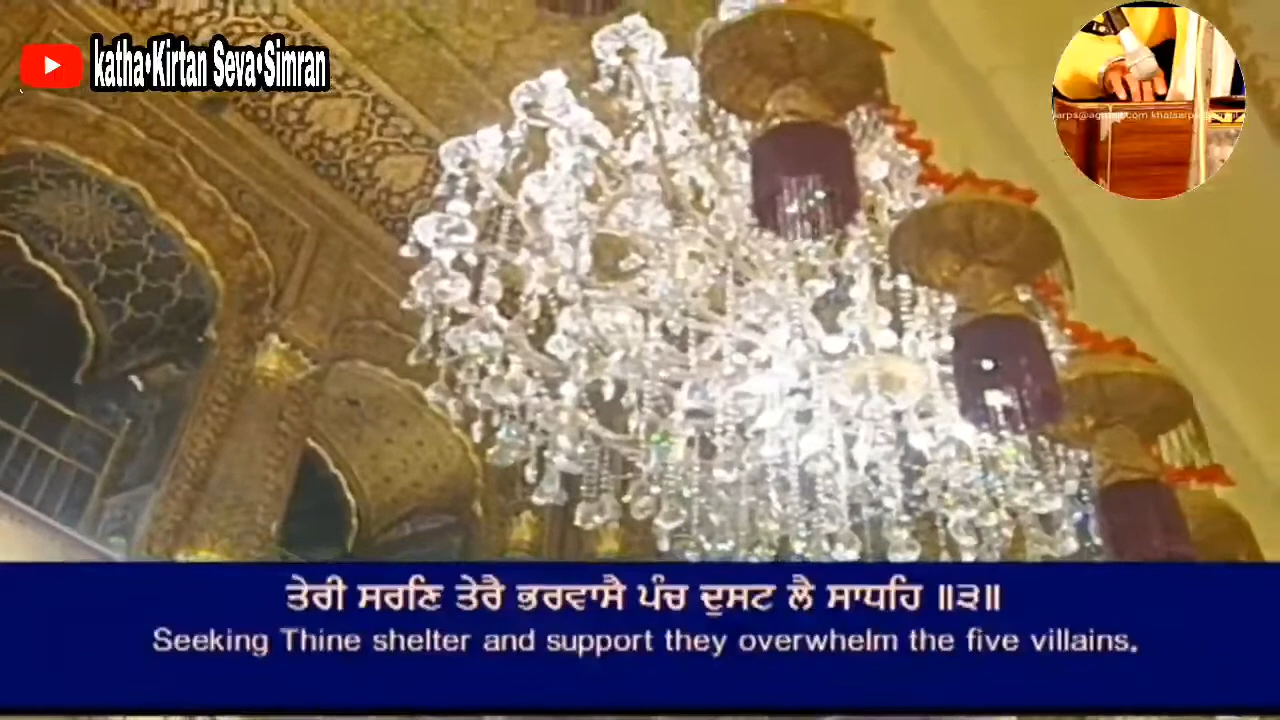 katha•Kirtan Seva•Simran
ਤੇਰੀ ਸਰਣਿ ਤੇਰੈ ਭਰਵਾਸੈ ਪੰਚ ਦੁਸਟ ਲੈ ਸਾਧਹਿ ॥੩॥
Seeking Thine shelter and support they overwhelm the five villains.